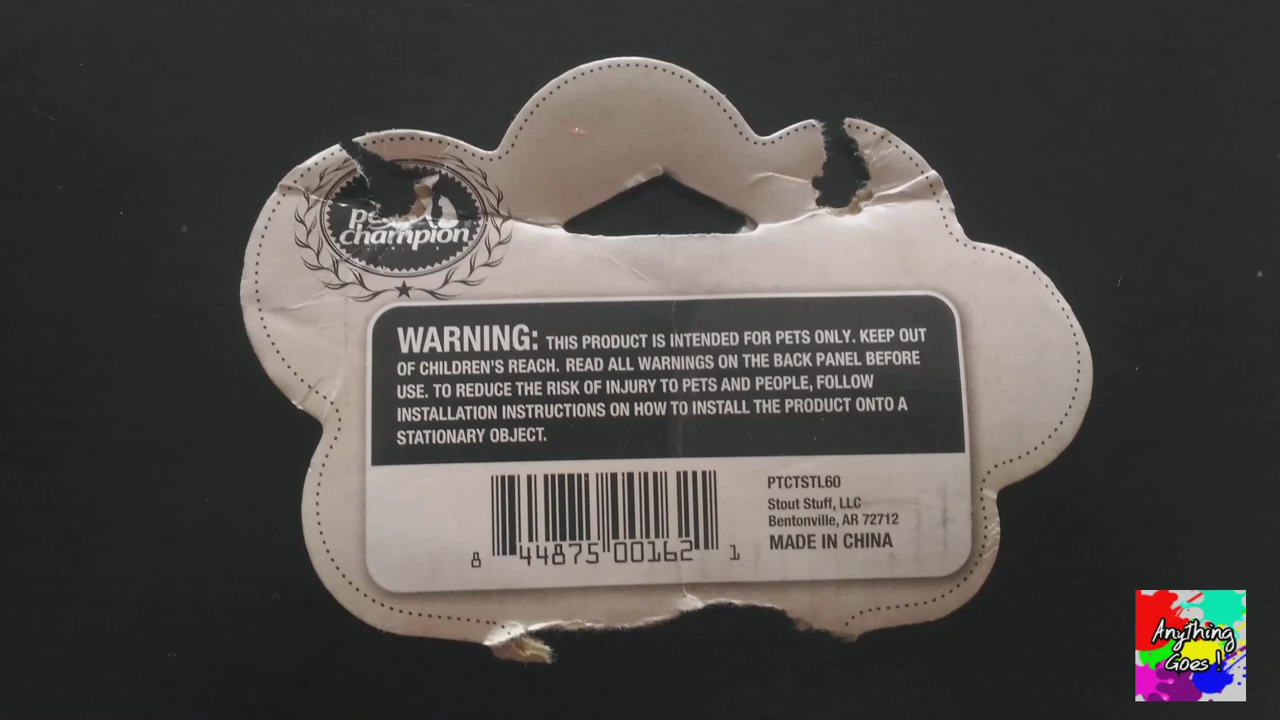 champion
WARNING: THIS PRODUCT IS INTENDED FOR PETS ONLY. KEEP OUT
OF CHILDREN'S REACH. READ ALL WARNINGS ON THE BACK PANEL BEFORE
USE. TO REDUCE THE RISK OF INJURY TO PETS AND PEOPLE, FOLLOW
INSTALLATION INSTRUCTIONS ON HOW TO INSTALL THE PRODUCT ONTO A
STATIONARY OBJECT.
PTCTSTL60
Stout Stuff, LLC
Bentonville, AR 72712
MADE IN CHINA
8 44875 00162 1
Anything
Goes!